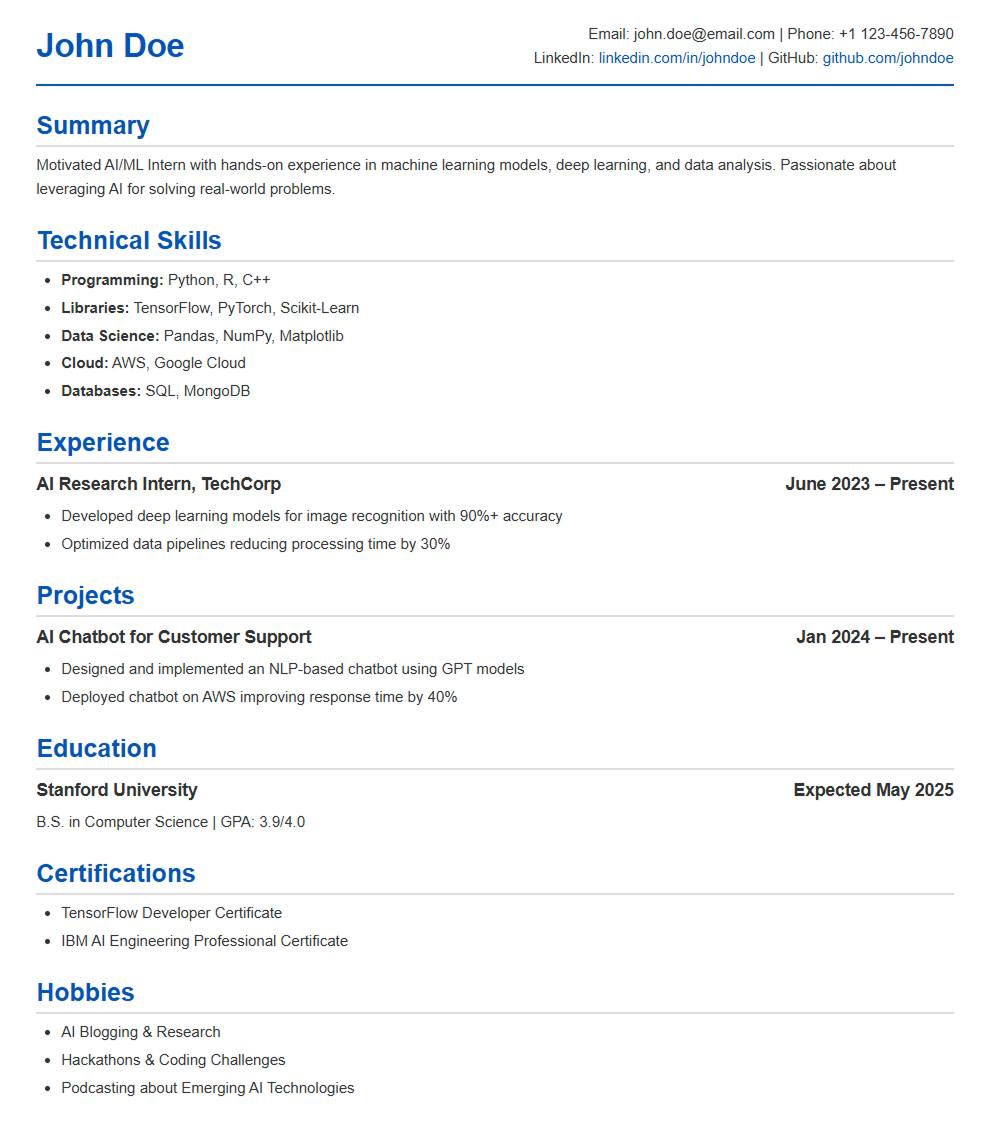 John Doe
Email: john.doe@email.com | Phone: +1 123-456-7890
LinkedIn: linkedin.com/in/johndoe | GitHub: github.com/johndoe
Summary
Motivated AI/ML Intern with hands-on experience in machine learning models, deep learning, and data analysis. Passionate about
leveraging AI for solving real-world problems.
Technical Skills
• Programming: Python, R, C++
• Libraries: TensorFlow, PyTorch, Scikit-Learn
• Data Science: Pandas, NumPy, Matplotlib
• Cloud: AWS, Google Cloud
• Databases: SQL, MongoDB
Experience
AI Research Intern, TechCorp June 2023 – Present
• Developed deep learning models for image recognition with 90%+ accuracy
• Optimized data pipelines reducing processing time by 30%
Projects
AI Chatbot for Customer Support Jan 2024 – Present
• Designed and implemented an NLP-based chatbot using GPT models
• Deployed chatbot on AWS improving response time by 40%
Education
Stanford University Expected May 2025
B.S. in Computer Science | GPA: 3.9/4.0
Certifications
• TensorFlow Developer Certificate
• IBM AI Engineering Professional Certificate
Hobbies
• AI Blogging & Research
• Hackathons & Coding Challenges
• Podcasting about Emerging AI Technologies